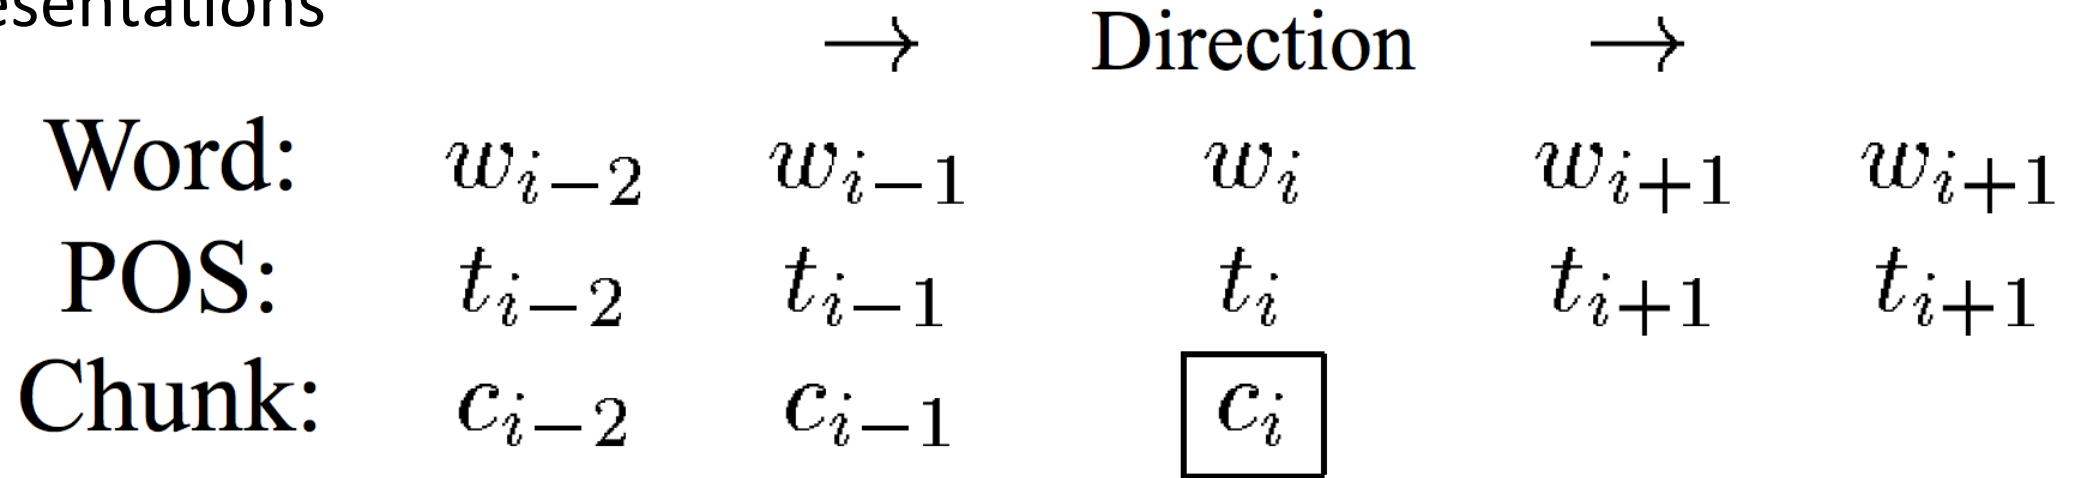 esentations
→ Direction →
Word: w_{i−2} w_{i−1} w_i w_{i+1} w_{i+1}
POS: t_{i−2} t_{i−1} t_i t_{i+1} t_{i+1}
Chunk: c_{i−2} c_{i−1} c_i